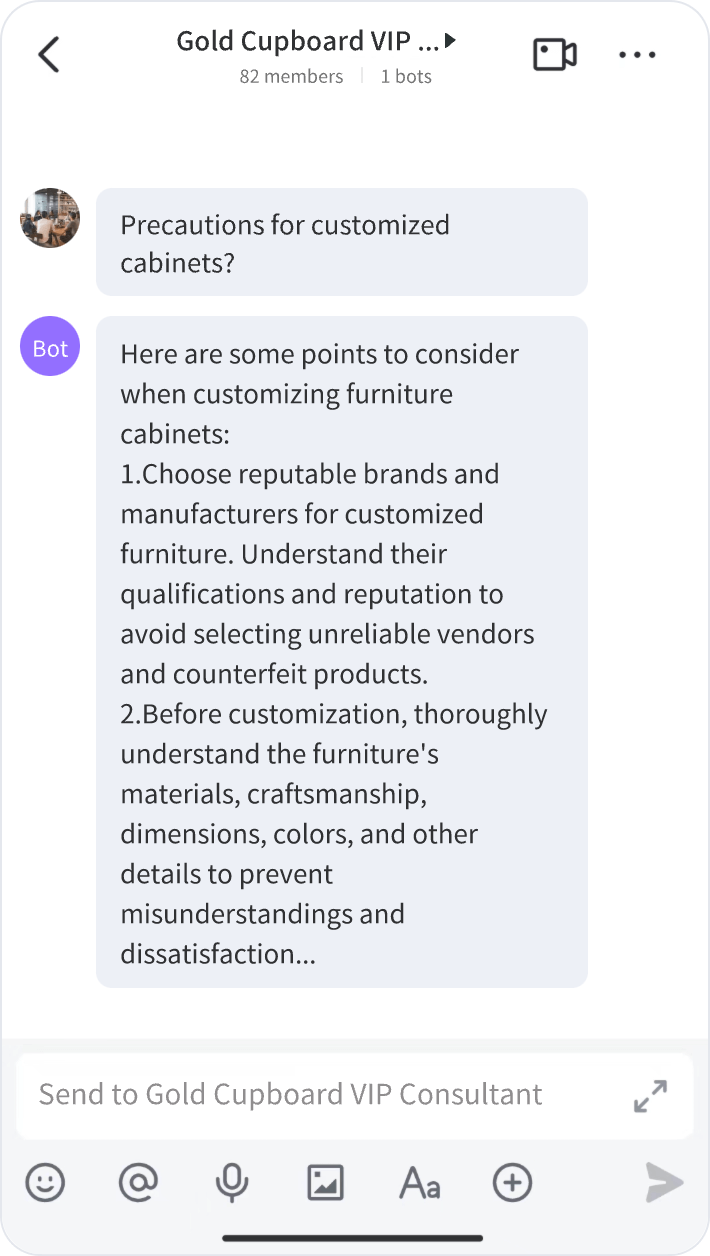 Gold Cupboard VIP ...
82 members 1 bots
Precautions for customized
cabinets?
Bot
Here are some points to consider
when customizing furniture
cabinets:
1.Choose reputable brands and
manufacturers for customized
furniture. Understand their
qualifications and reputation to
avoid selecting unreliable vendors
and counterfeit products.
2.Before customization, thoroughly
understand the furniture's
materials, craftsmanship,
dimensions, colors, and other
details to prevent
misunderstandings and
dissatisfaction...
Send to Gold Cupboard VIP Consultant
@ Aa